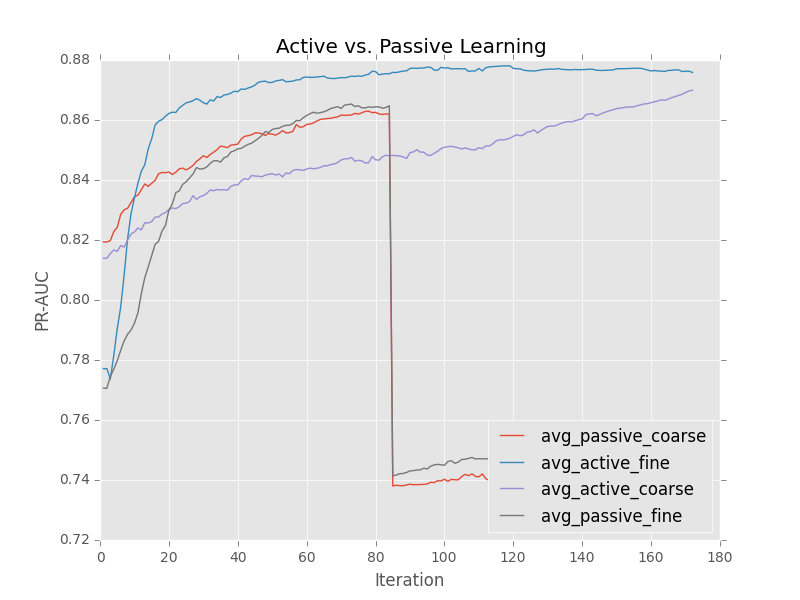 Active vs. Passive Learning
0.88
0.86
0.84
0.82
0.80
0.78
0.76
0.74
0.72
PR-AUC
avg_passive_coarse
avg_active_fine
avg_active_coarse
avg_passive_fine
0 20 40 60 80 100 120 140 160 180
Iteration